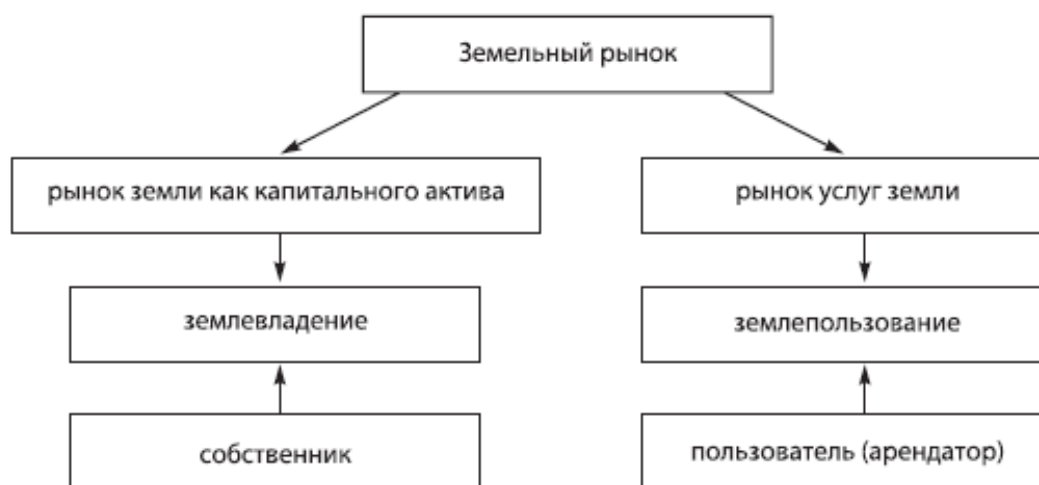 Земельный рынок
рынок земли как капитального актива
рынок услуг земли
землевладение
землепользование
собственник
пользователь (арендатор)